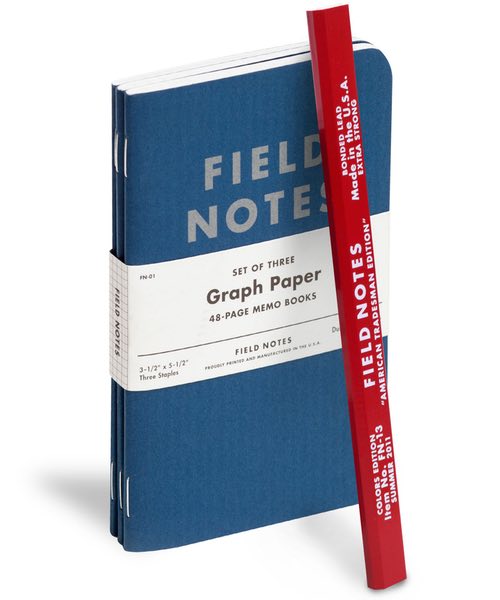 FIELD
NOTES
FN-01
SET OF THREE
Graph Paper
48-PAGE MEMO BOOKS
FIELD NOTES
PROUDLY PRINTED AND MANUFACTURED IN THE U.S.A.
3-1/2" x 5-1/2"
Three Staples
FIELD NOTES
BONDED LEAD
Made in the U.S.A.
EXTRA STRONG
FIELD NOTES
"AMERICAN TRADESMAN EDITION"
COLORS EDITION
Item No. FN-13
SUMMER 2011